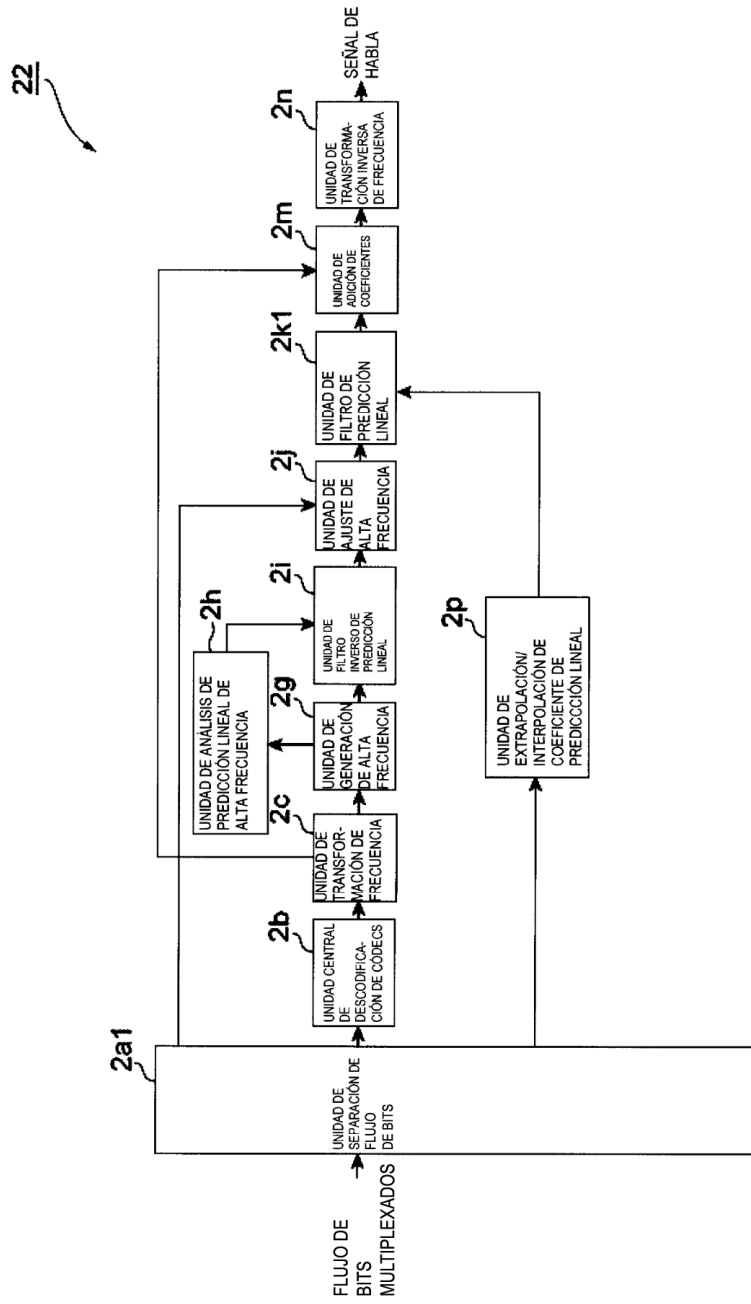 22
FLUJO DE
BITS
MULTIPLEXADOS
2a1
UNIDAD DE
SEPARACIÓN DE
FLUJO
DE BITS
2b
UNIDAD CENTRAL
DE
DESCODIFICA-
CIÓN DE CÓDECS
2c
UNIDAD DE
TRANSFOR-
MACIÓN DE
FRECUENCIA
2g
UNIDAD DE
GENERACIÓN
DE ALTA
FRECUENCIA
2h
UNIDAD DE ANÁLISIS DE
PREDICCIÓN LINEAL DE
ALTA FRECUENCIA
2i
UNIDAD DE
FILTRO
INVERSO DE
PREDICCIÓN
LINEAL
2j
UNIDAD DE
AJUSTE DE
ALTA
FRECUENCIA
2k1
UNIDAD DE
FILTRO DE
PREDICCIÓN
LINEAL
2m
UNIDAD DE
ADICIÓN DE
COEFICIENTES
2n
UNIDAD DE
TRANSFORMA-
CIÓN INVERSA
DE FRECUENCIA
SEÑAL DE
HABLA
2p
UNIDAD DE
EXTRAPOLACIÓN/
INTERPOLACIÓN DE
COEFICIENTE DE
PREDICCCIÓN LINEAL